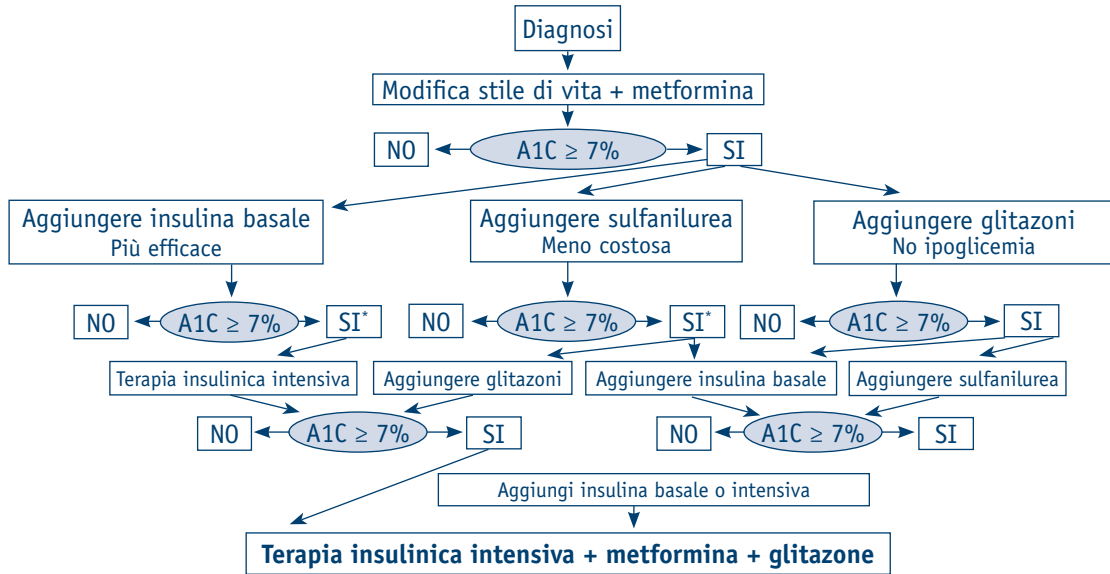 Diagnosi
Modifica stile di vita + metformina
NO
A1C ≥ 7%
SI
Aggiungere insulina basale
Più efficace
Aggiungere sulfanilurea
Meno costosa
Aggiungere glitazoni
No ipoglicemia
NO
A1C ≥ 7%
SI*
NO
A1C ≥ 7%
SI*
NO
A1C ≥ 7%
SI
Terapia insulinica intensiva
Aggiungere glitazoni
Aggiungere insulina basale
Aggiungere sulfanilurea
NO
A1C ≥ 7%
SI
NO
A1C ≥ 7%
SI
Aggiungi insulina basale o intensiva
Terapia insulinica intensiva + metformina + glitazone